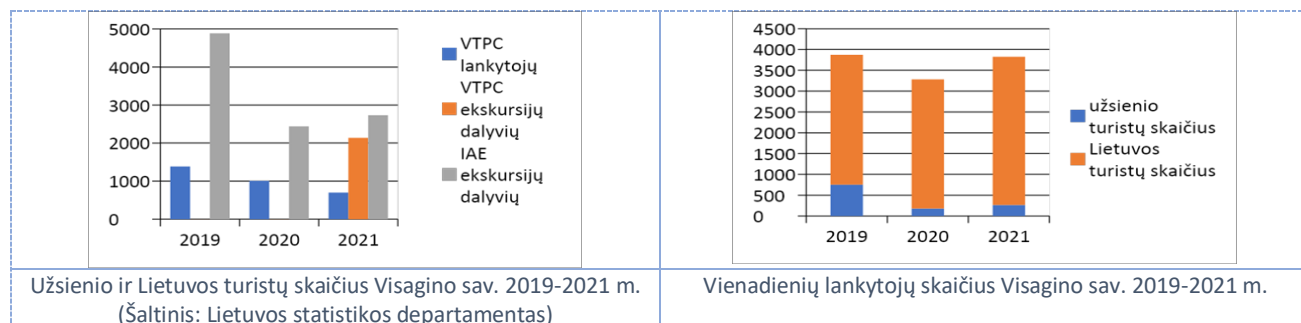 5000
4000
3000
2000
1000
0
2019
2020
2021
VTPC
lankytojų
VTPC
ekskursijų
dalyvių
IAE
ekskursijų
dalyvių
4500
4000
3500
3000
2500
2000
1500
1000
500
0
2019
2020
2021
užsienio
turistų skaičius
Lietuvos
turistų skaičius
Užsienio ir Lietuvos turistų skaičius Visagino sav. 2019-2021 m.
(Šaltinis: Lietuvos statistikos departamentas)
Vienadienių lankytojų skaičius Visagino sav. 2019-2021 m.